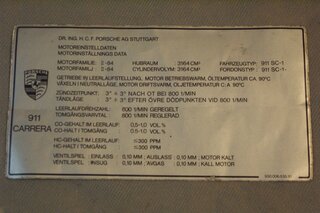 DR. ING. H. C. F. PORSCHE AG STUTTGART
MOTOREINSTELLDATEN
MOTORINSTÄLLNINGSDATA
MOTORFAMILIE: Z-64 HUBRAUM 3164 CM³ FAHRZEUGTYP: 911 SC-1
MOTORFAMILJ Z-64 CYLINDERVOLYM: 3164 CM³ FORDONSTYP: 911 SC-1
GETRIEBE IN LEERLAUFSTELLUNG, MOTOR BETRIEBSWARM, ÖLTEMPERATUR CA 90°C
VÄXELN I NEUTRALLÄGE, MOTOR DRIFTSVARM, OLJETEMPERATUR C:A 90°C
ZÜNDZEITPUNKT: 3° ± 3° NACH OT BEI 800 1/MIN
TÄNDLÄGE 3° ± 3° EFTER ÖVRE DÖDPUNKTEN VID 800 1/MIN
LEERLAUFDREHZAHL: 800 1/MIN GEREGELT
TOMGÅNGSVARVTAL: 800 1/MIN REGLERAD
CO-GEHALT IM LEERLAUF: 0,5-1,0 VOL %
CO-HALT I TOMGÅNG: 0,5-1,0 VOL %
HC-GEHALT IM LEERLAUF: ≤300 PPM
HC-HALT I TOMGÅNG: ≤300 PPM
VENTILSPIEL: EINLASS 0,10 MM ; AUSLASS 0,10 MM ; MOTOR KALT
VENTILSPEL: INSUG 0,10 MM ; AVGAS 0,10 MM ; KALL MOTOR
PORSCHE
911
CARRERA